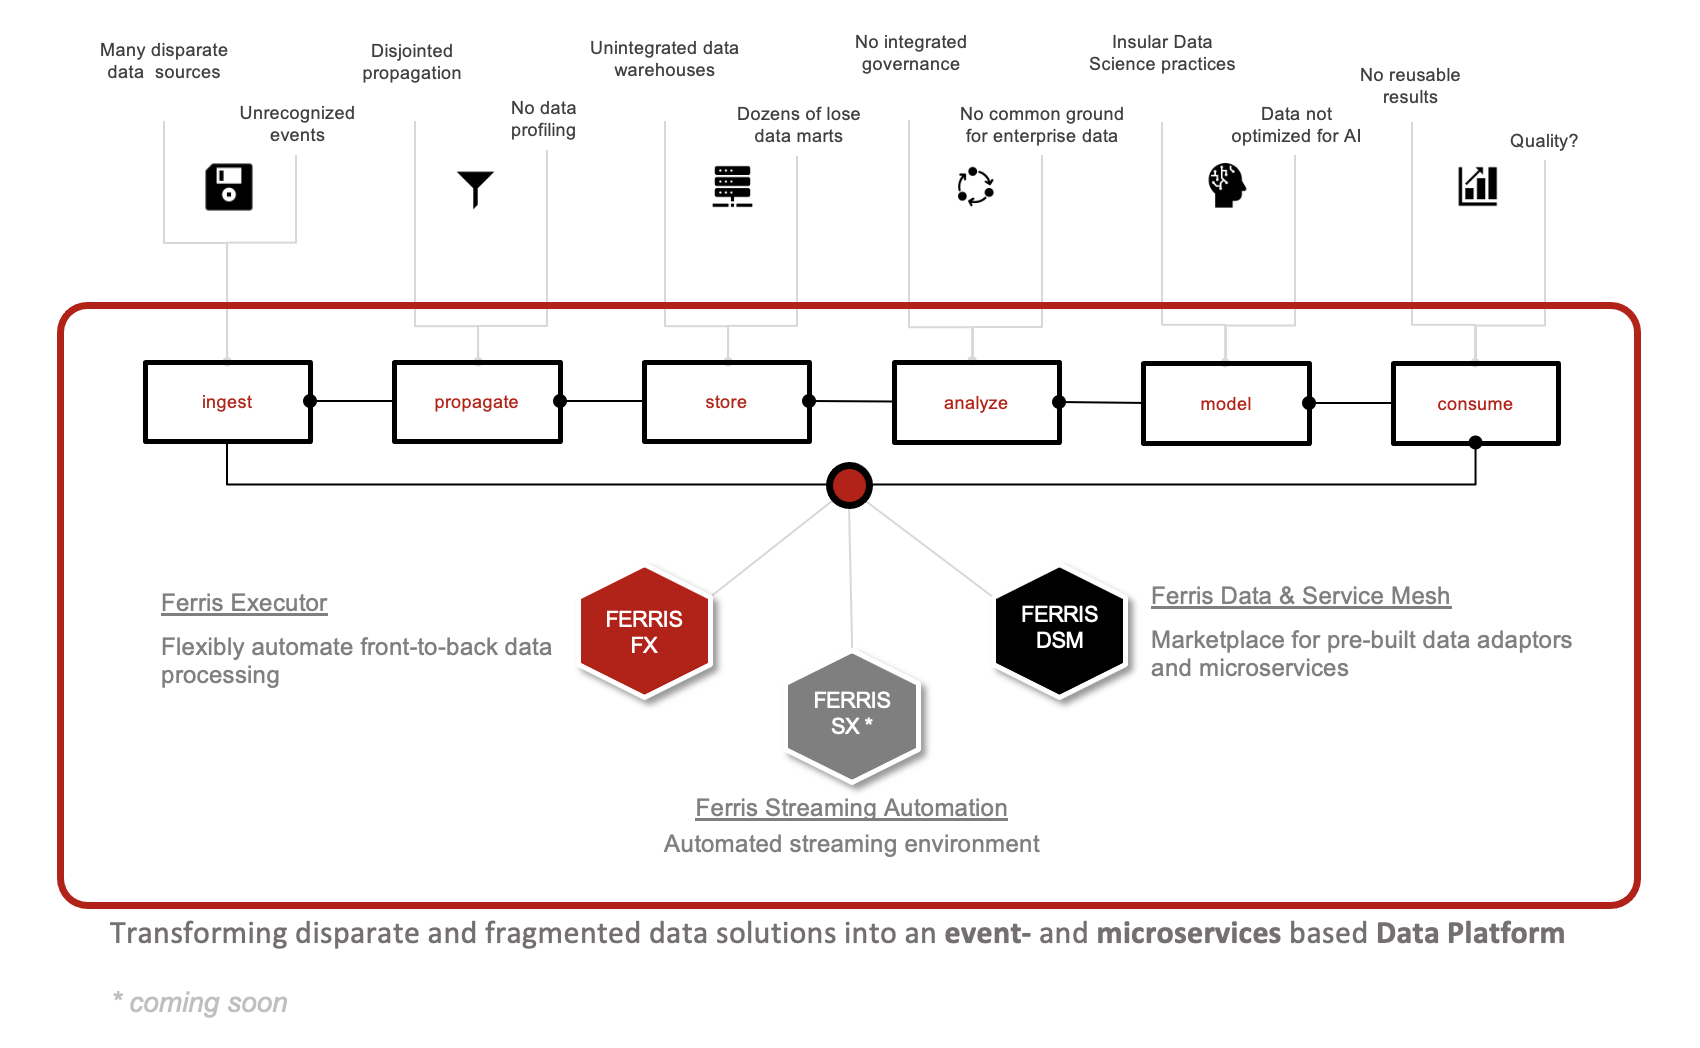 Many disparate
data sources
Unrecognized
events
Disjointed
propagation
No data
profiling
Unintegrated data
warehouses
Dozens of lose
data marts
No integrated
governance
No common ground
for enterprise data
Insular Data
Science practices
Data not
optimized for AI
No reusable
results
Quality?
ingest
propagate
store
analyze
model
consume
Ferris Executor
Flexibly automate front-to-back data
processing
FERRIS
FX
FERRIS
SX *
FERRIS
DSM
Ferris Data & Service Mesh
Marketplace for pre-built data adaptors
and microservices
Ferris Streaming Automation
Automated streaming environment
Transforming disparate and fragmented data solutions into an event- and microservices based Data Platform
* coming soon